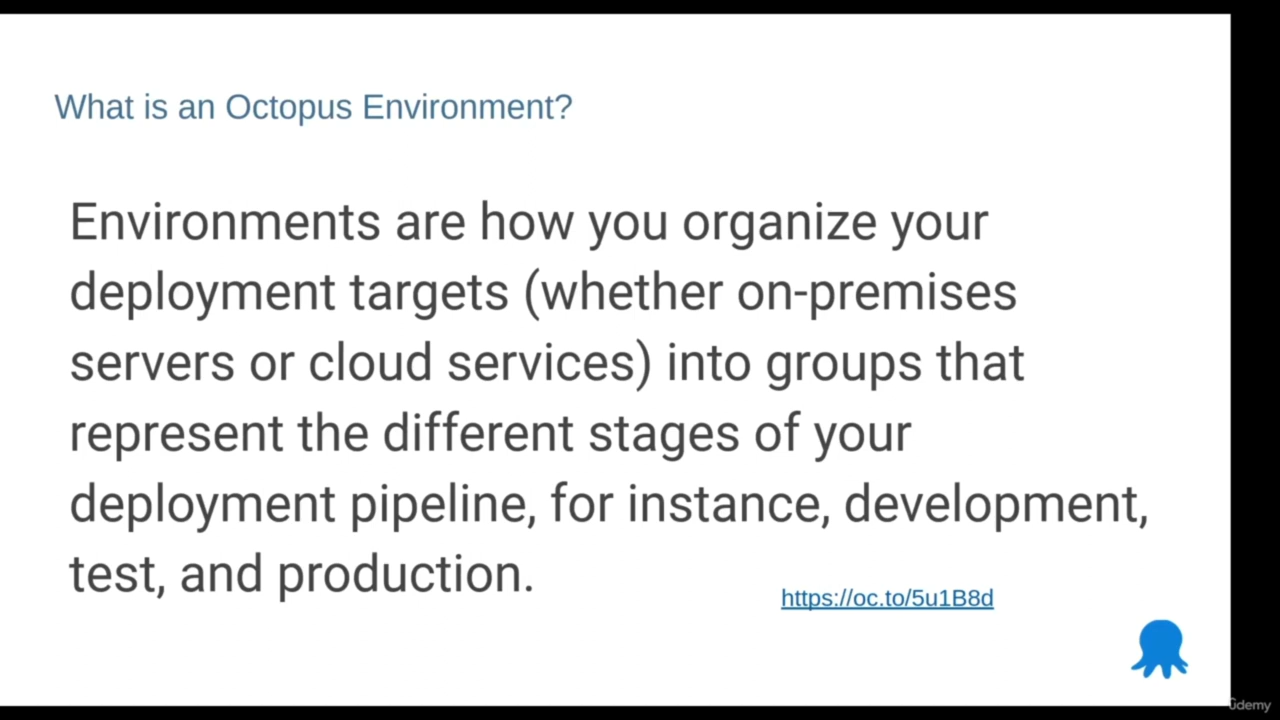 What is an Octopus Environment?
Environments are how you organize your
deployment targets (whether on-premises
servers or cloud services) into groups that
represent the different stages of your
deployment pipeline, for instance, development,
test, and production.
https://oc.to/5u1B8d
ûdemy